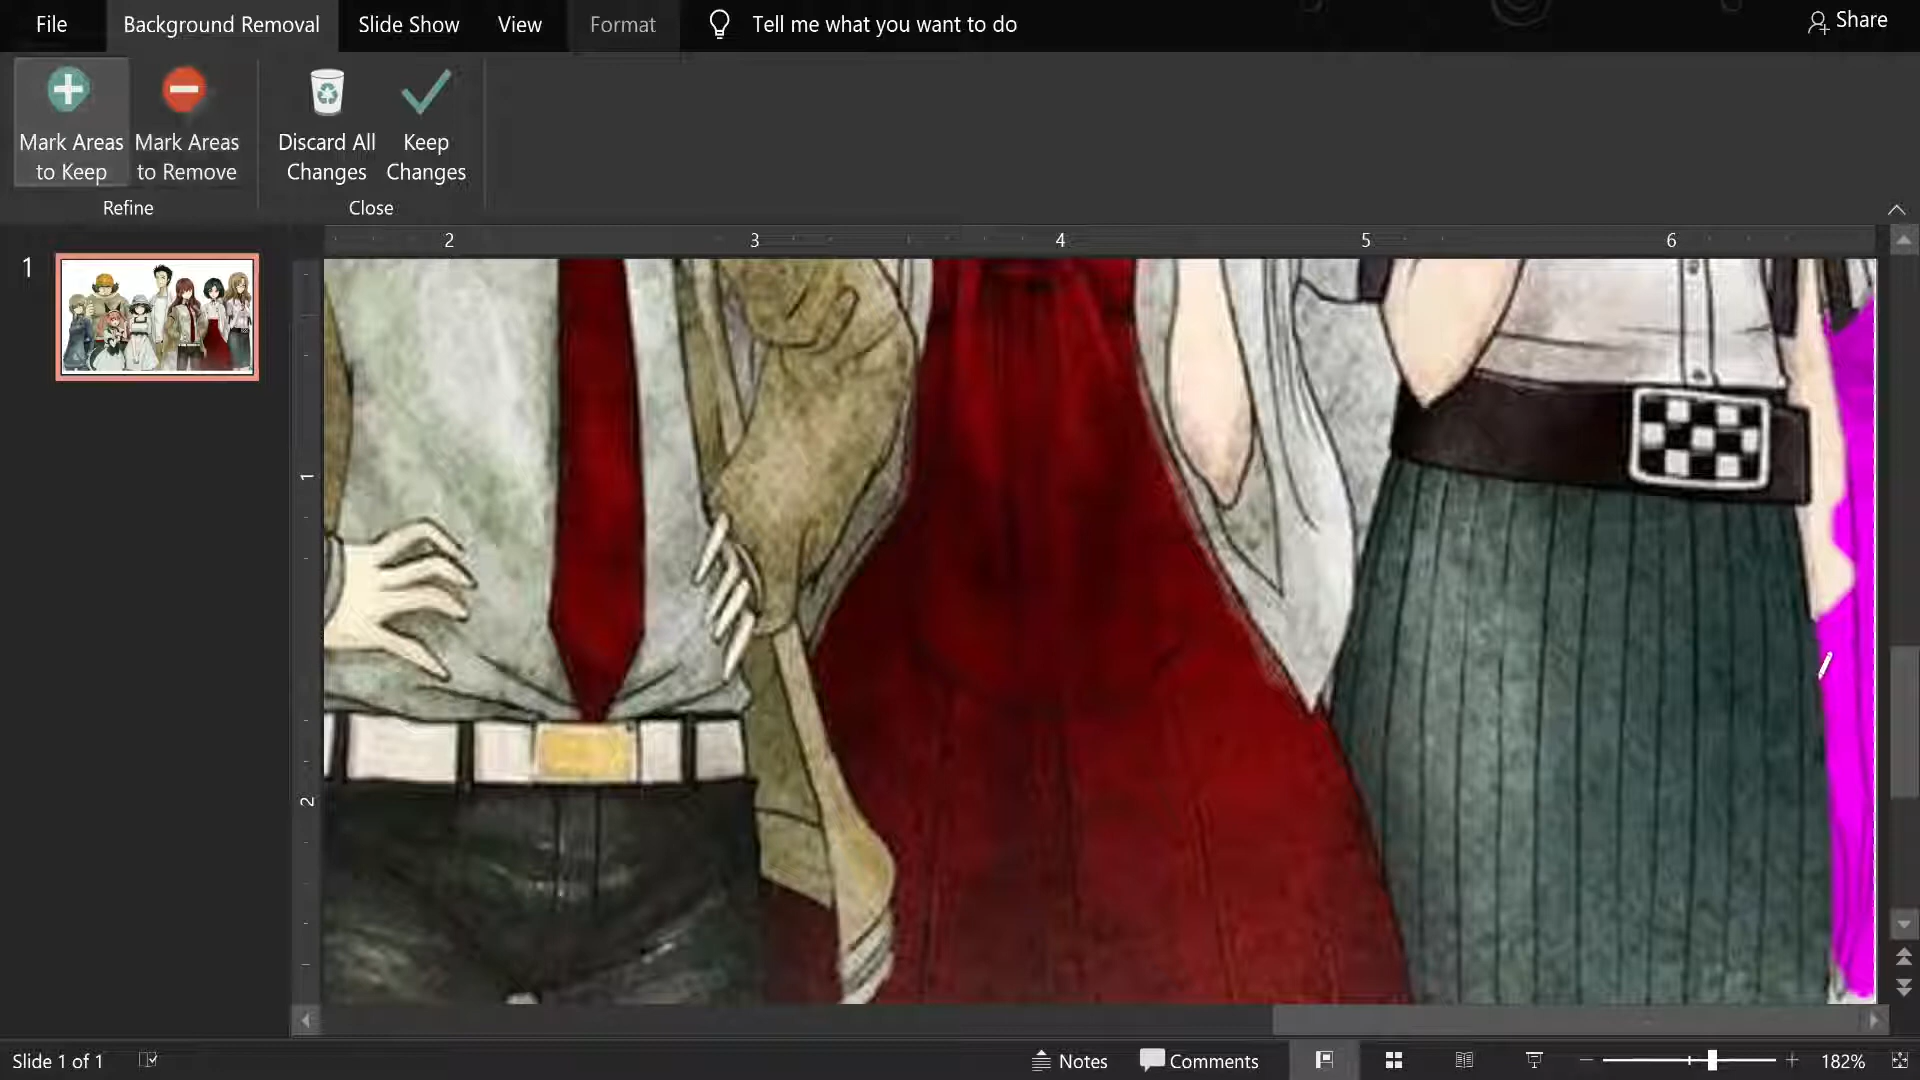 File Background Removal Slide Show View Format Tell me what you want to do Share
Mark Areas to Keep
Mark Areas to Remove
Discard All Changes
Keep Changes
Refine Close
2 3 4 5 6
1
1
2
Slide 1 of 1 Notes Comments 182%